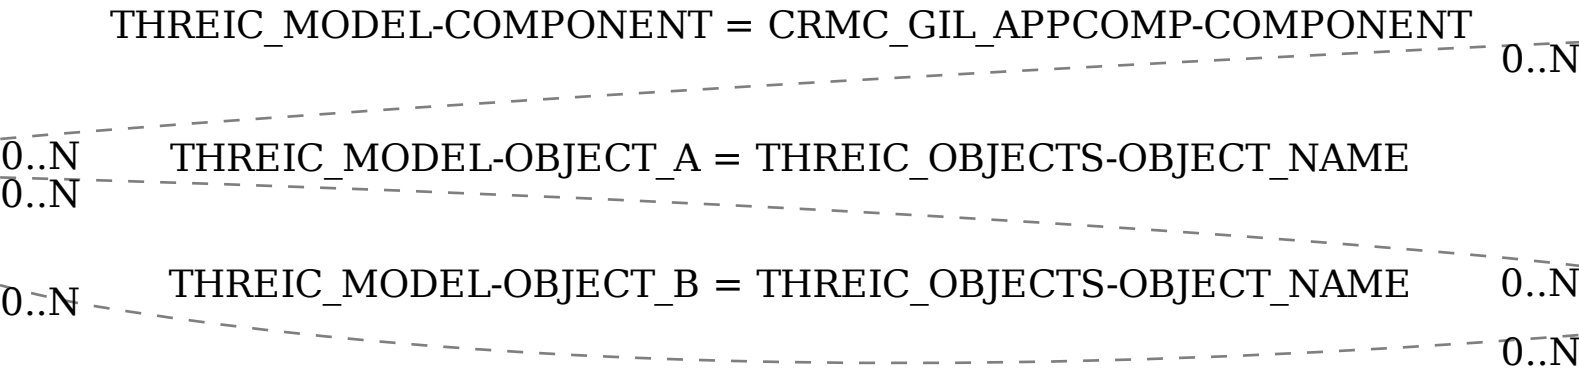 THREIC_MODEL-COMPONENT = CRMC_GIL_APPCOMP-COMPONENT
0..N
0..N
THREIC_MODEL-OBJECT_A = THREIC_OBJECTS-OBJECT_NAME
0..N
THREIC_MODEL-OBJECT_B = THREIC_OBJECTS-OBJECT_NAME
0..N
0..N
0..N